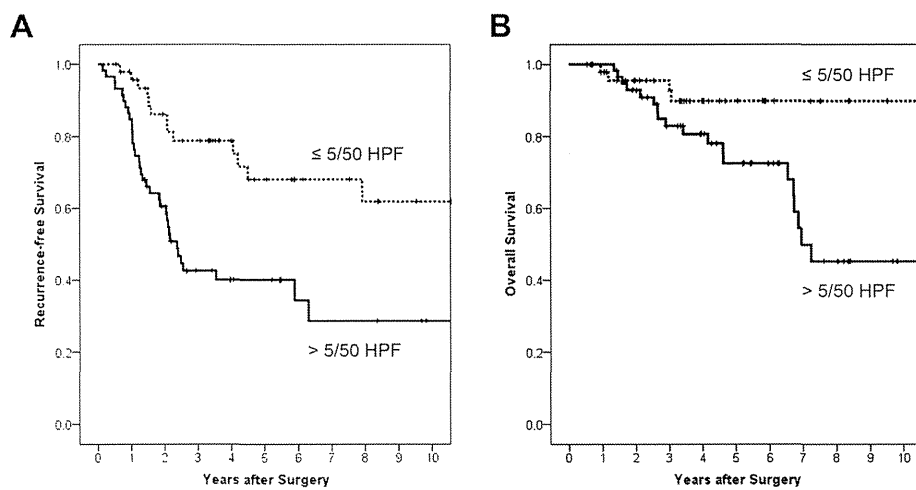 A
Recurrence-free Survival
1.0
0.8
0.6
0.4
0.2
0.0
≤ 5/50 HPF
> 5/50 HPF
0 1 2 3 4 5 6 7 8 9 10
Years after Surgery
B
Overall Survival
1.0
0.8
0.6
0.4
0.2
0.0
≤ 5/50 HPF
> 5/50 HPF
0 1 2 3 4 5 6 7 8 9 10
Years after Surgery